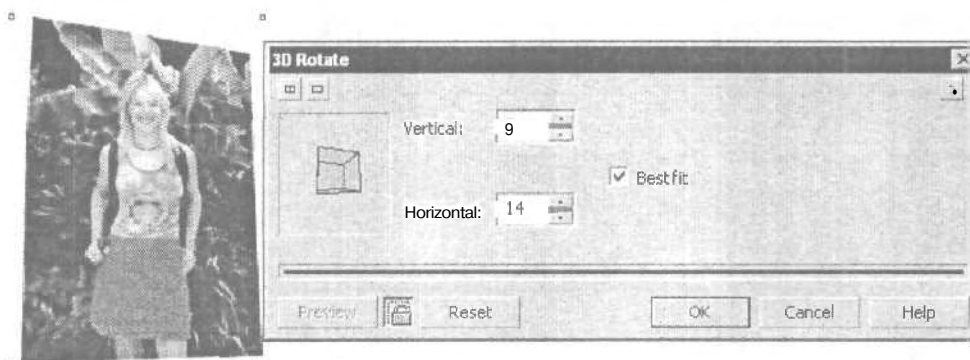 3D Rotate
Vertical: 9
Bestfit
Horizontal: 14
Preview Reset OK Cancel Help